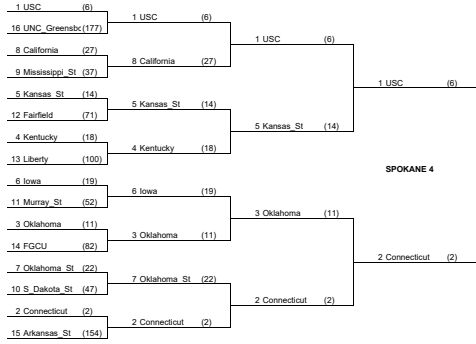 1 USC (6)
16 UNC_Greensbc (177)
8 California (27)
9 Mississippi_St (37)
5 Kansas_St (14)
12 Fairfield (71)
4 Kentucky (18)
13 Liberty (100)
6 Iowa (19)
11 Murray_St (52)
3 Oklahoma (11)
14 FGCU (82)
7 Oklahoma_St (22)
10 S_Dakota_St (47)
2 Connecticut (2)
15 Arkansas_St (154)
1 USC (6)
8 California (27)
5 Kansas_St (14)
4 Kentucky (18)
6 Iowa (19)
3 Oklahoma (11)
7 Oklahoma_St (22)
2 Connecticut (2)
1 USC (6)
5 Kansas_St (14)
3 Oklahoma (11)
2 Connecticut (2)
1 USC (6)
SPOKANE 4
2 Connecticut (2)